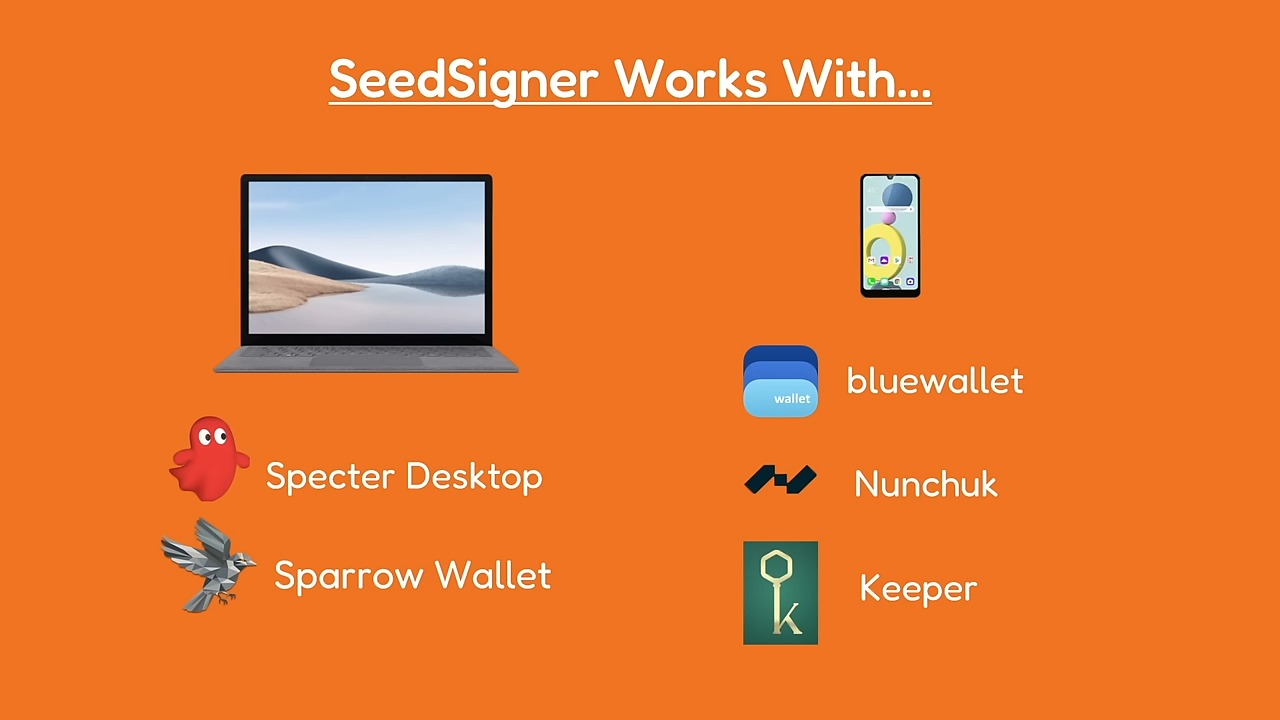 SeedSigner Works With...
Specter Desktop
Sparrow Wallet
wallet
bluewallet
Nunchuk
k
Keeper